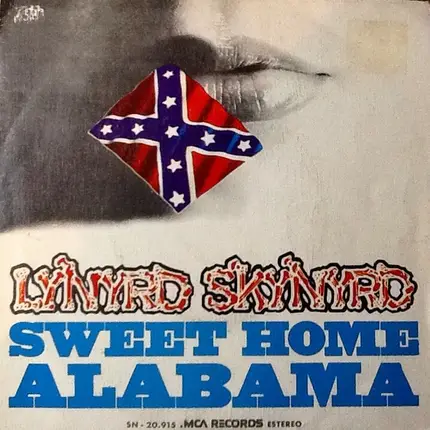 LYNYRD SKYNYRD
SWEET HOME
ALABAMA
SN - 20.915 . MCA RECORDS ESTEREO